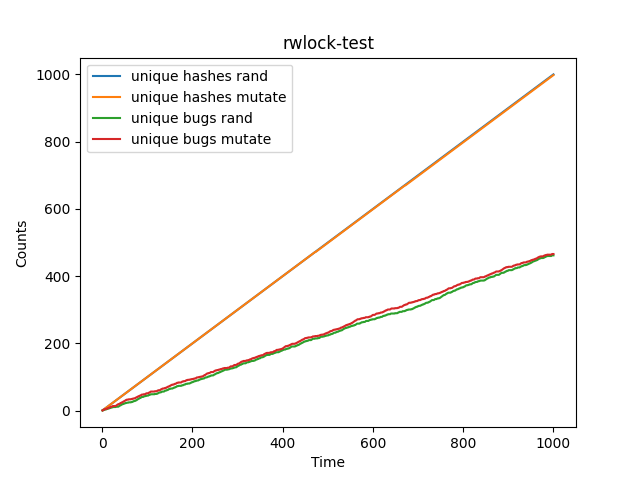 rwlock-test
unique hashes rand
unique hashes mutate
unique bugs rand
unique bugs mutate
Counts
1000
800
600
400
200
0
0 200 400 600 800 1000
Time